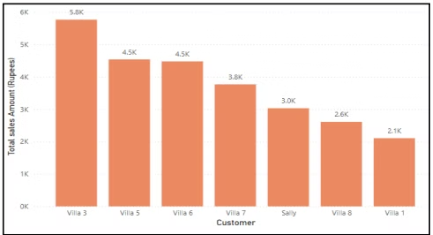 Total sales Amount (Rupees)
6K
5K
4K
3K
2K
1K
0K
5.8K
4.5K
4.5K
3.8K
3.0K
2.6K
2.1K
Villa 3
Villa 5
Villa 6
Villa 7
Sally
Villa 8
Villa 1
Customer